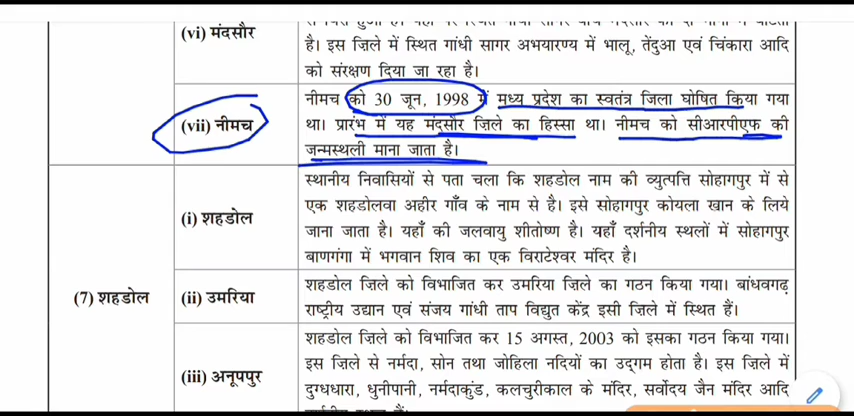 (vi) मंदसौर
है। इस ज़िले में स्थित गांधी सागर अभयारण्य में भालू, तेंदुआ एवं चिंकारा आदि
को संरक्षण दिया जा रहा है।
(vii) नीमच
नीमच को 30 जून, 1998 में मध्य प्रदेश का स्वतंत्र जिला घोषित किया गया
था। प्रारंभ में यह मंदसौर ज़िले का हिस्सा था। नीमच को सीआरपीएफ की
जन्मस्थली माना जाता है।
(7) शहडोल
(i) शहडोल
स्थानीय निवासियों से पता चला कि शहडोल नाम की व्युत्पत्ति सोहागपुर में से
एक शहडोलवा अहीर गाँव के नाम से है। इसे सोहागपुर कोयला खान के लिये
जाना जाता है। यहाँ की जलवायु शीतोष्ण है। यहाँ दर्शनीय स्थलों में सोहागपुर
बाणगंगा में भगवान शिव का एक विराटेश्वर मंदिर है।
(ii) उमरिया
शहडोल ज़िले को विभाजित कर उमरिया ज़िले का गठन किया गया। बांधवगढ़
राष्ट्रीय उद्यान एवं संजय गांधी ताप विद्युत केंद्र इसी ज़िले में स्थित हैं।
(iii) अनूपपुर
शहडोल ज़िले को विभाजित कर 15 अगस्त, 2003 को इसका गठन किया गया।
इस ज़िले से नर्मदा, सोन तथा जोहिला नदियों का उद्गम होता है। इस ज़िले में
दुग्धधारा, धुनीपानी, नर्मदाकुंड, कलचुरीकाल के मंदिर, सर्वोदय जैन मंदिर आदि